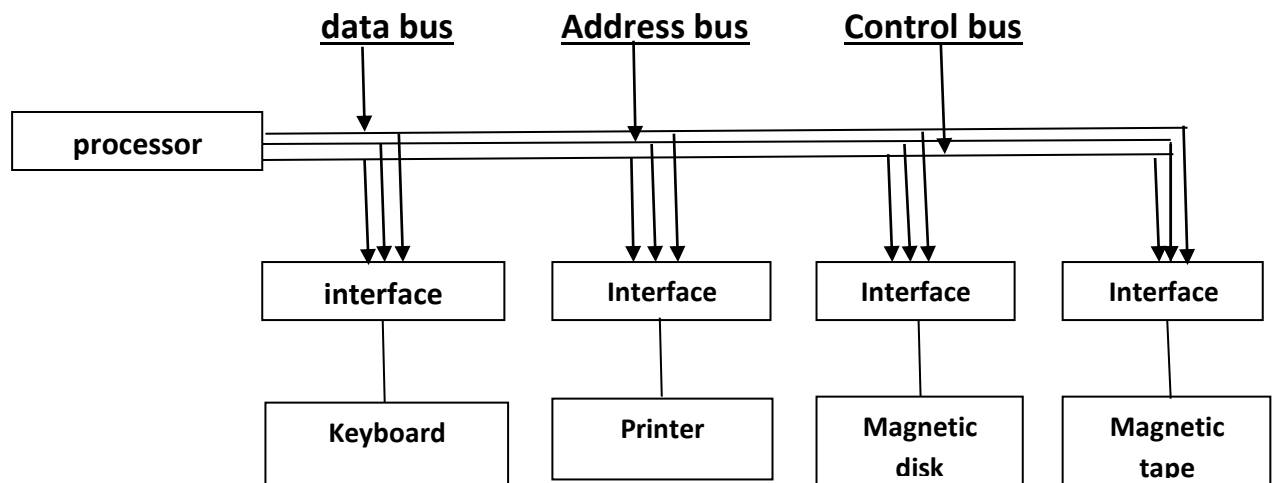 data bus Address bus Control bus
processor
interface Interface Interface Interface
Keyboard Printer Magnetic Magnetic
disk tape